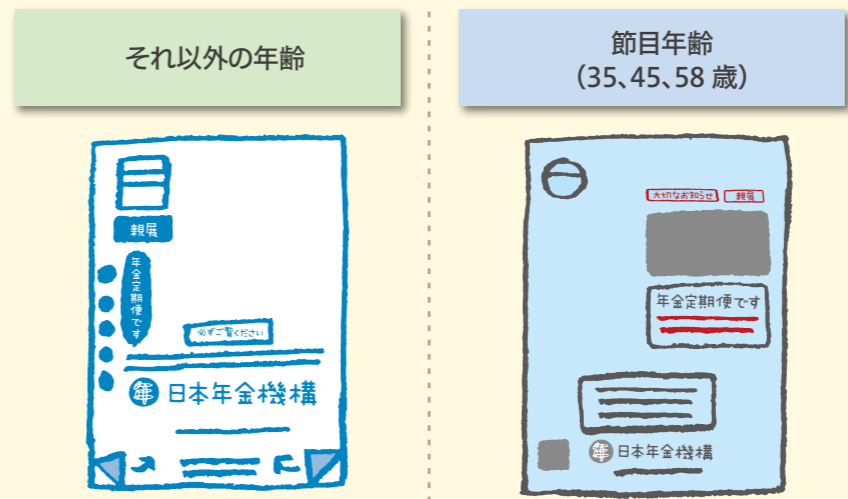 それ以外の年齢
節目年齢
(35、45、58 歳)
親展
年金定期便です
必ずご覧ください
年 日本年金機構
大切なお知らせ 親展
年金定期便です
年 日本年金機構